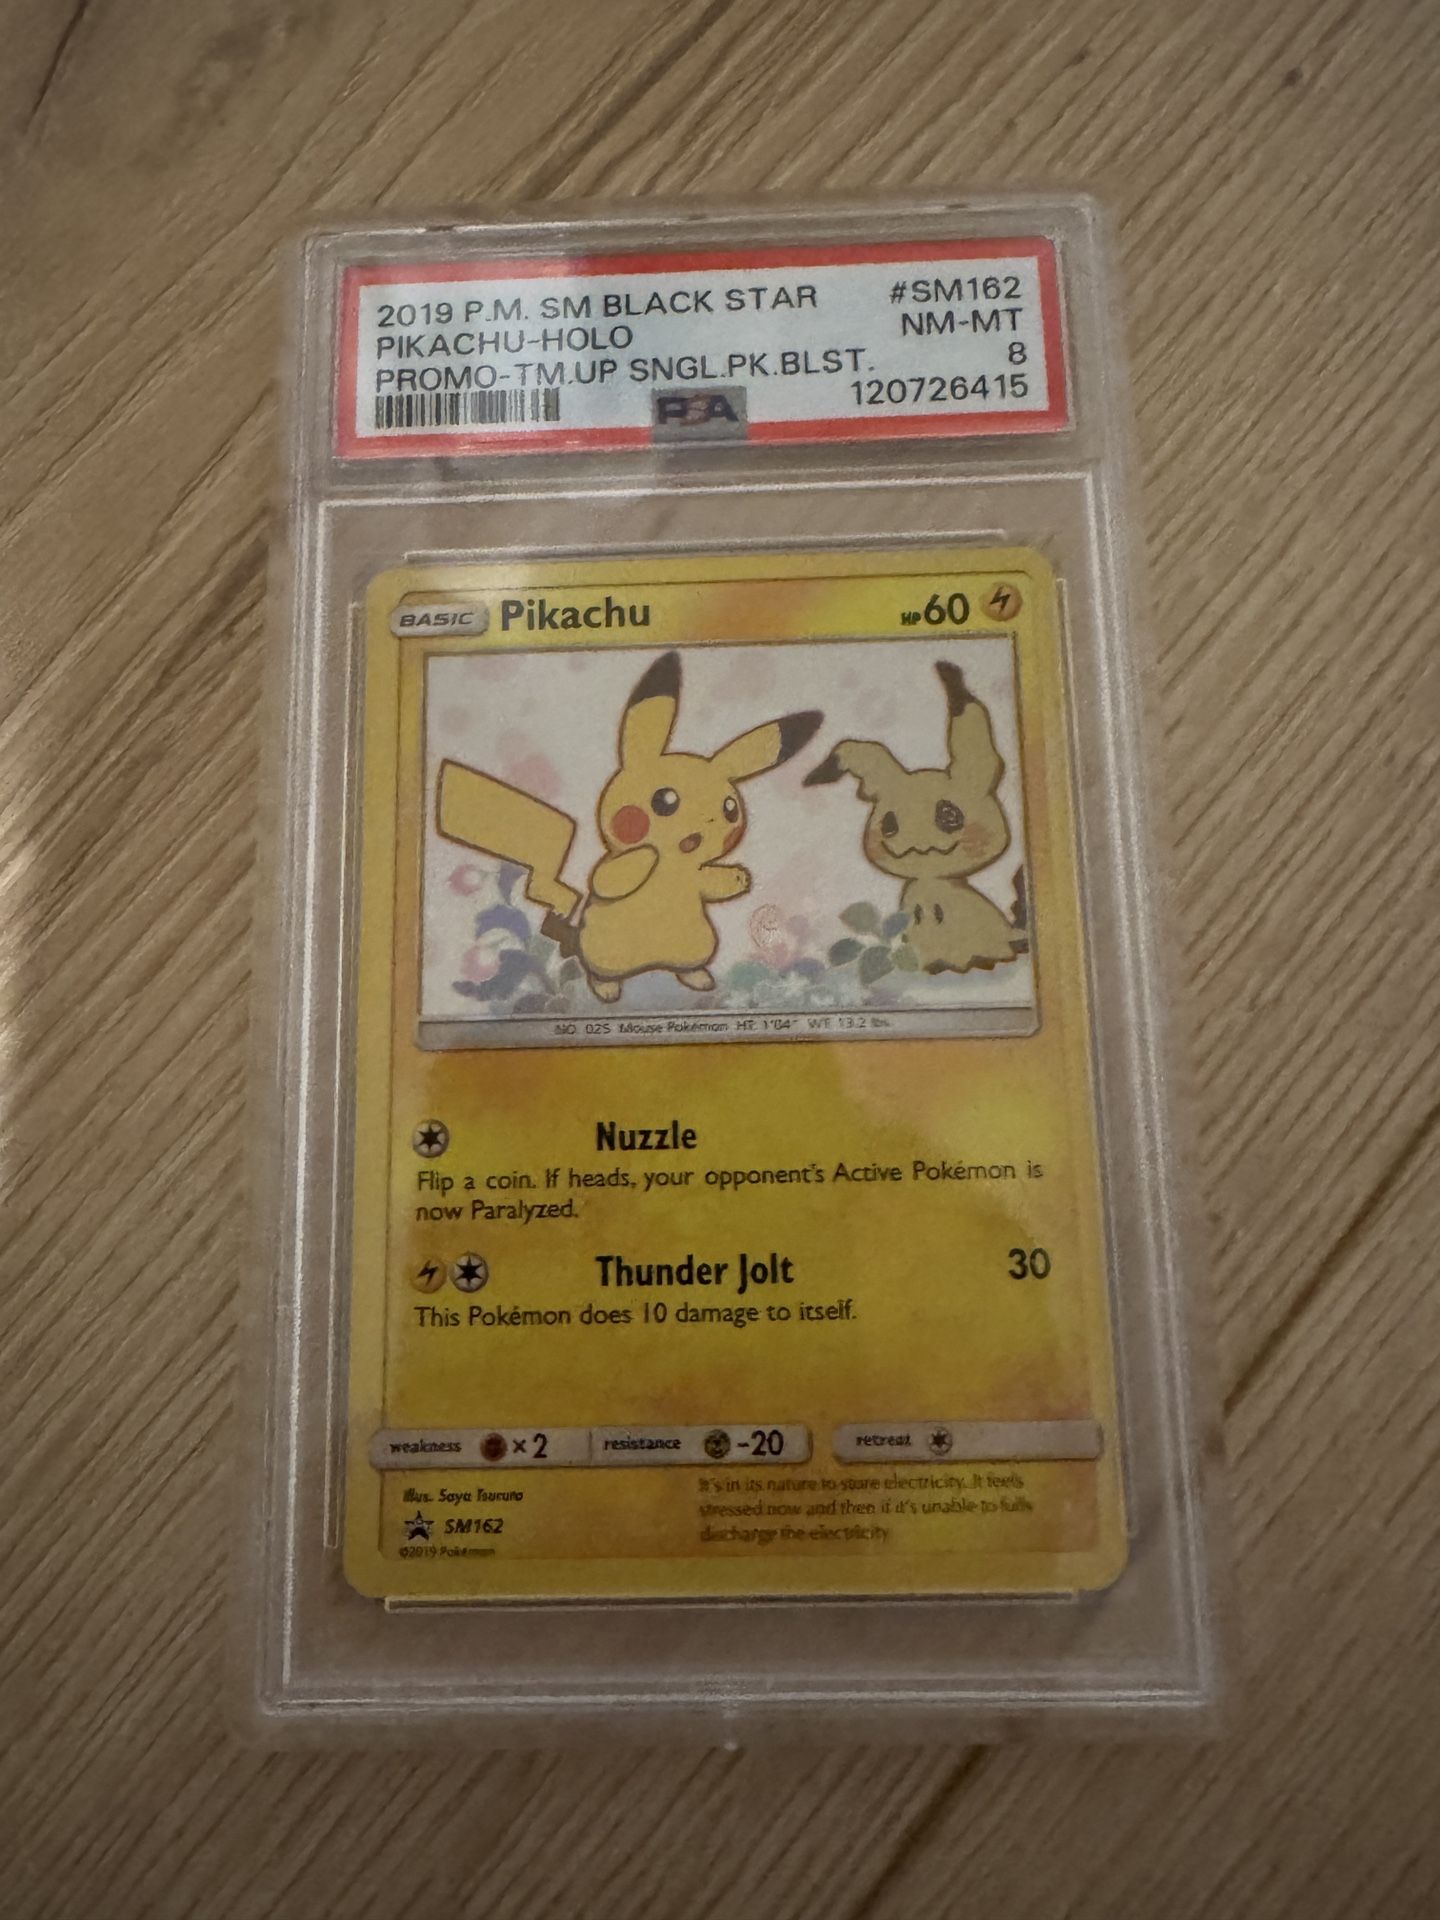 2019 P.M. SM BLACK STAR #SM162
PIKACHU-HOLO NM-MT
PROMO-TM.UP SNGL.PK.BLST. 8
PSA 120726415
BASIC Pikachu HP 60
NO. 025 Mouse Pokémon HT: 1'04" WT: 13.2 lbs.
Nuzzle
Flip a coin. If heads, your opponent's Active Pokémon is
now Paralyzed.
Thunder Jolt 30
This Pokémon does 10 damage to itself.
weakness ×2 resistance -20 retreat
Illus. Saya Tsuruta
SM162
©2019 Pokémon
It's in its nature to store electricity. It feels
stressed now and then if it's unable to fully
discharge the electricity.